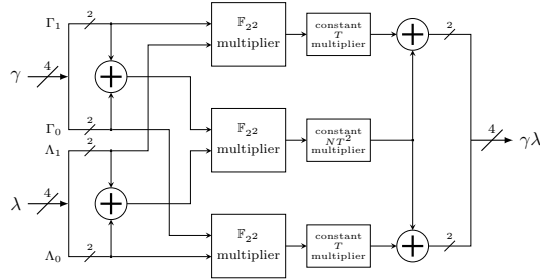 Γ₁
2
𝔽₂²
multiplier
constant
T
multiplier
2
γ
4
Γ₀
2
𝔽₂²
multiplier
constant
NT²
multiplier
4
γλ
Λ₁
2
λ
4
Λ₀
2
𝔽₂²
multiplier
constant
T
multiplier
2